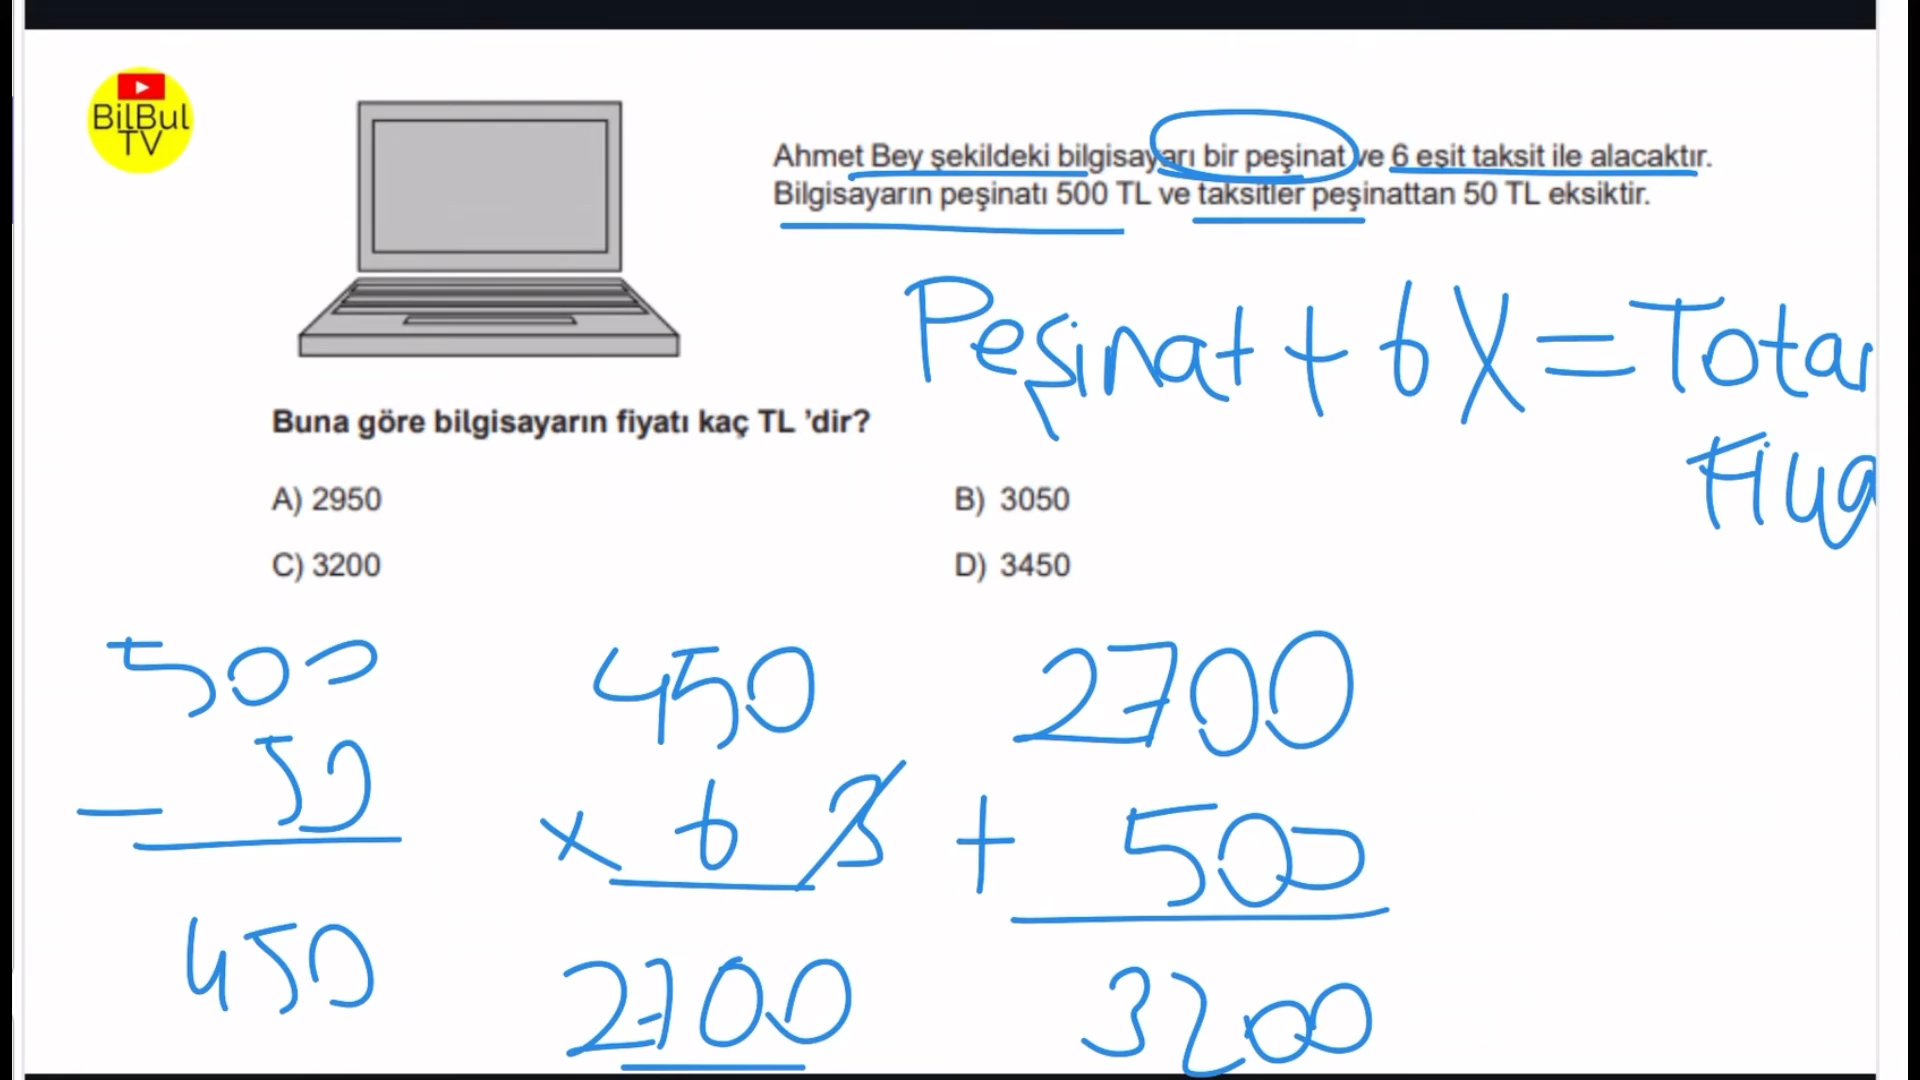 BilBul
TV
Ahmet Bey şekildeki bilgisayarı bir peşinat ve 6 eşit taksit ile alacaktır.
Bilgisayarın peşinatı 500 TL ve taksitler peşinattan 50 TL eksiktir.
Peşinat + 6X = Total
Fiya
Buna göre bilgisayarın fiyatı kaç TL 'dir?
A) 2950
B) 3050
C) 3200
D) 3450
500
- 50
450
450
x 6 3
2700
2700
+ 500
3200